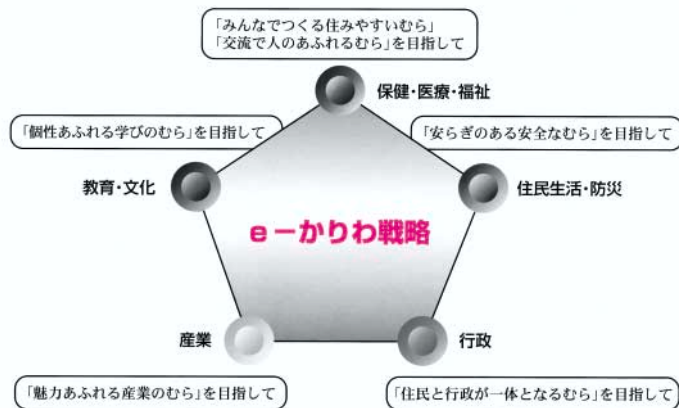 「みんなでつくる住みやすいむら」
「交流で人のあふれるむら」を目指して
保健・医療・福祉
「個性あふれる学びのむら」を目指して
「安らぎのある安全なむら」を目指して
教育・文化
住民生活・防災
e－かりわ戦略
産業
行政
「魅力あふれる産業のむら」を目指して
「住民と行政が一体となるむら」を目指して